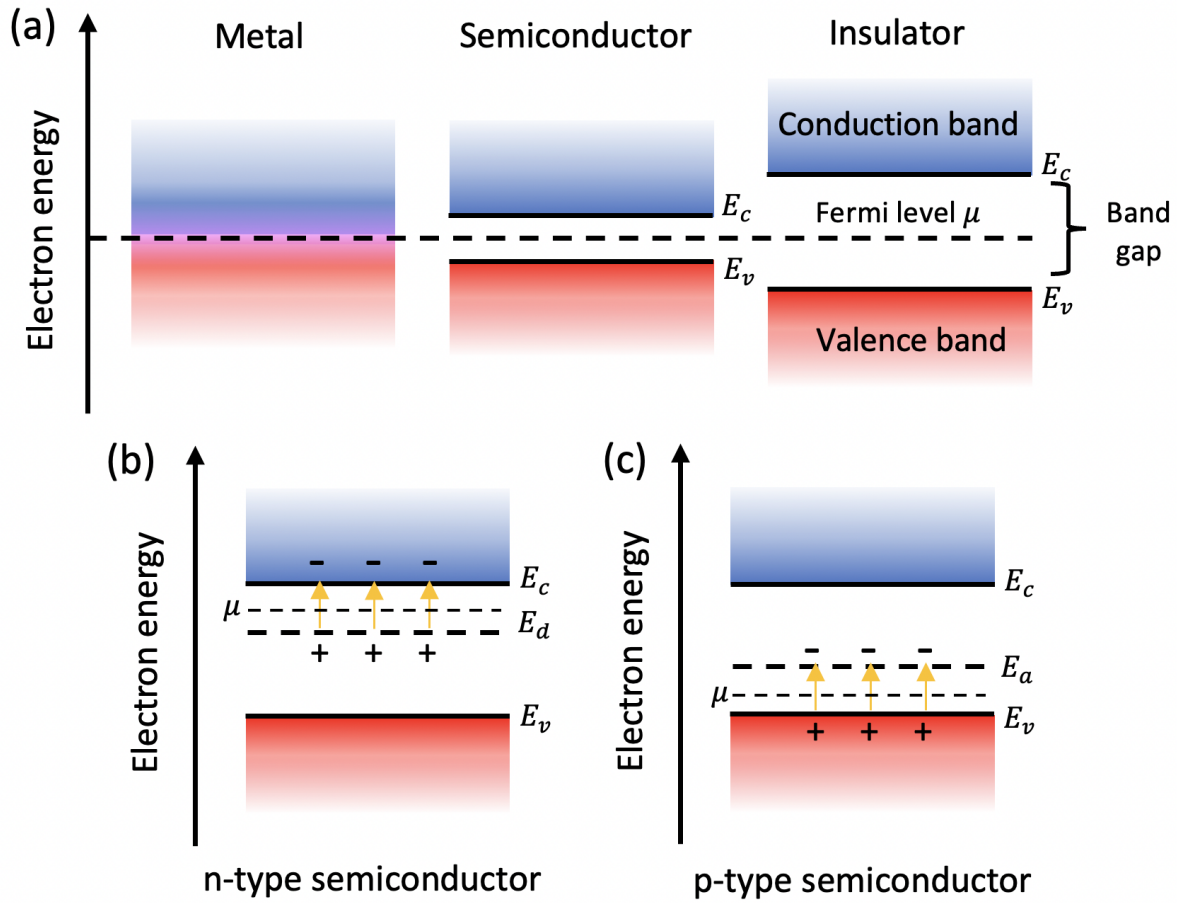 (a)
Metal
Semiconductor
Insulator
Electron energy
Conduction band
E_c
E_c
Fermi level μ
Band
gap
E_v
E_v
Valence band
(b)
Electron energy
- - -
E_c
μ
E_d
+ + +
E_v
n-type semiconductor
(c)
Electron energy
E_c
- - -
E_a
μ
E_v
+ + +
p-type semiconductor